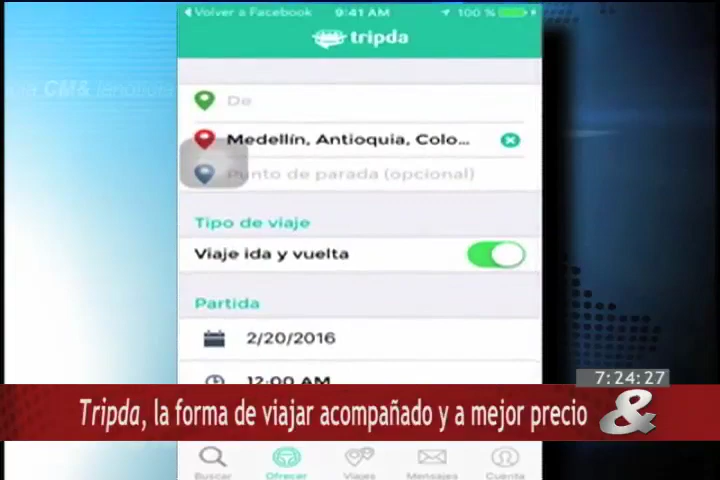 Volver a Facebook 9:41 AM 100 %
tripda
CM&
De
Medellín, Antioquia, Colo...
Punto de parada (opcional)
Tipo de viaje
Viaje ida y vuelta
Partida
2/20/2016
12:00 AM
7:24:27
Tripda, la forma de viajar acompañado y a mejor precio &
Buscar Ofrecer Viajes Mensajes Cuenta